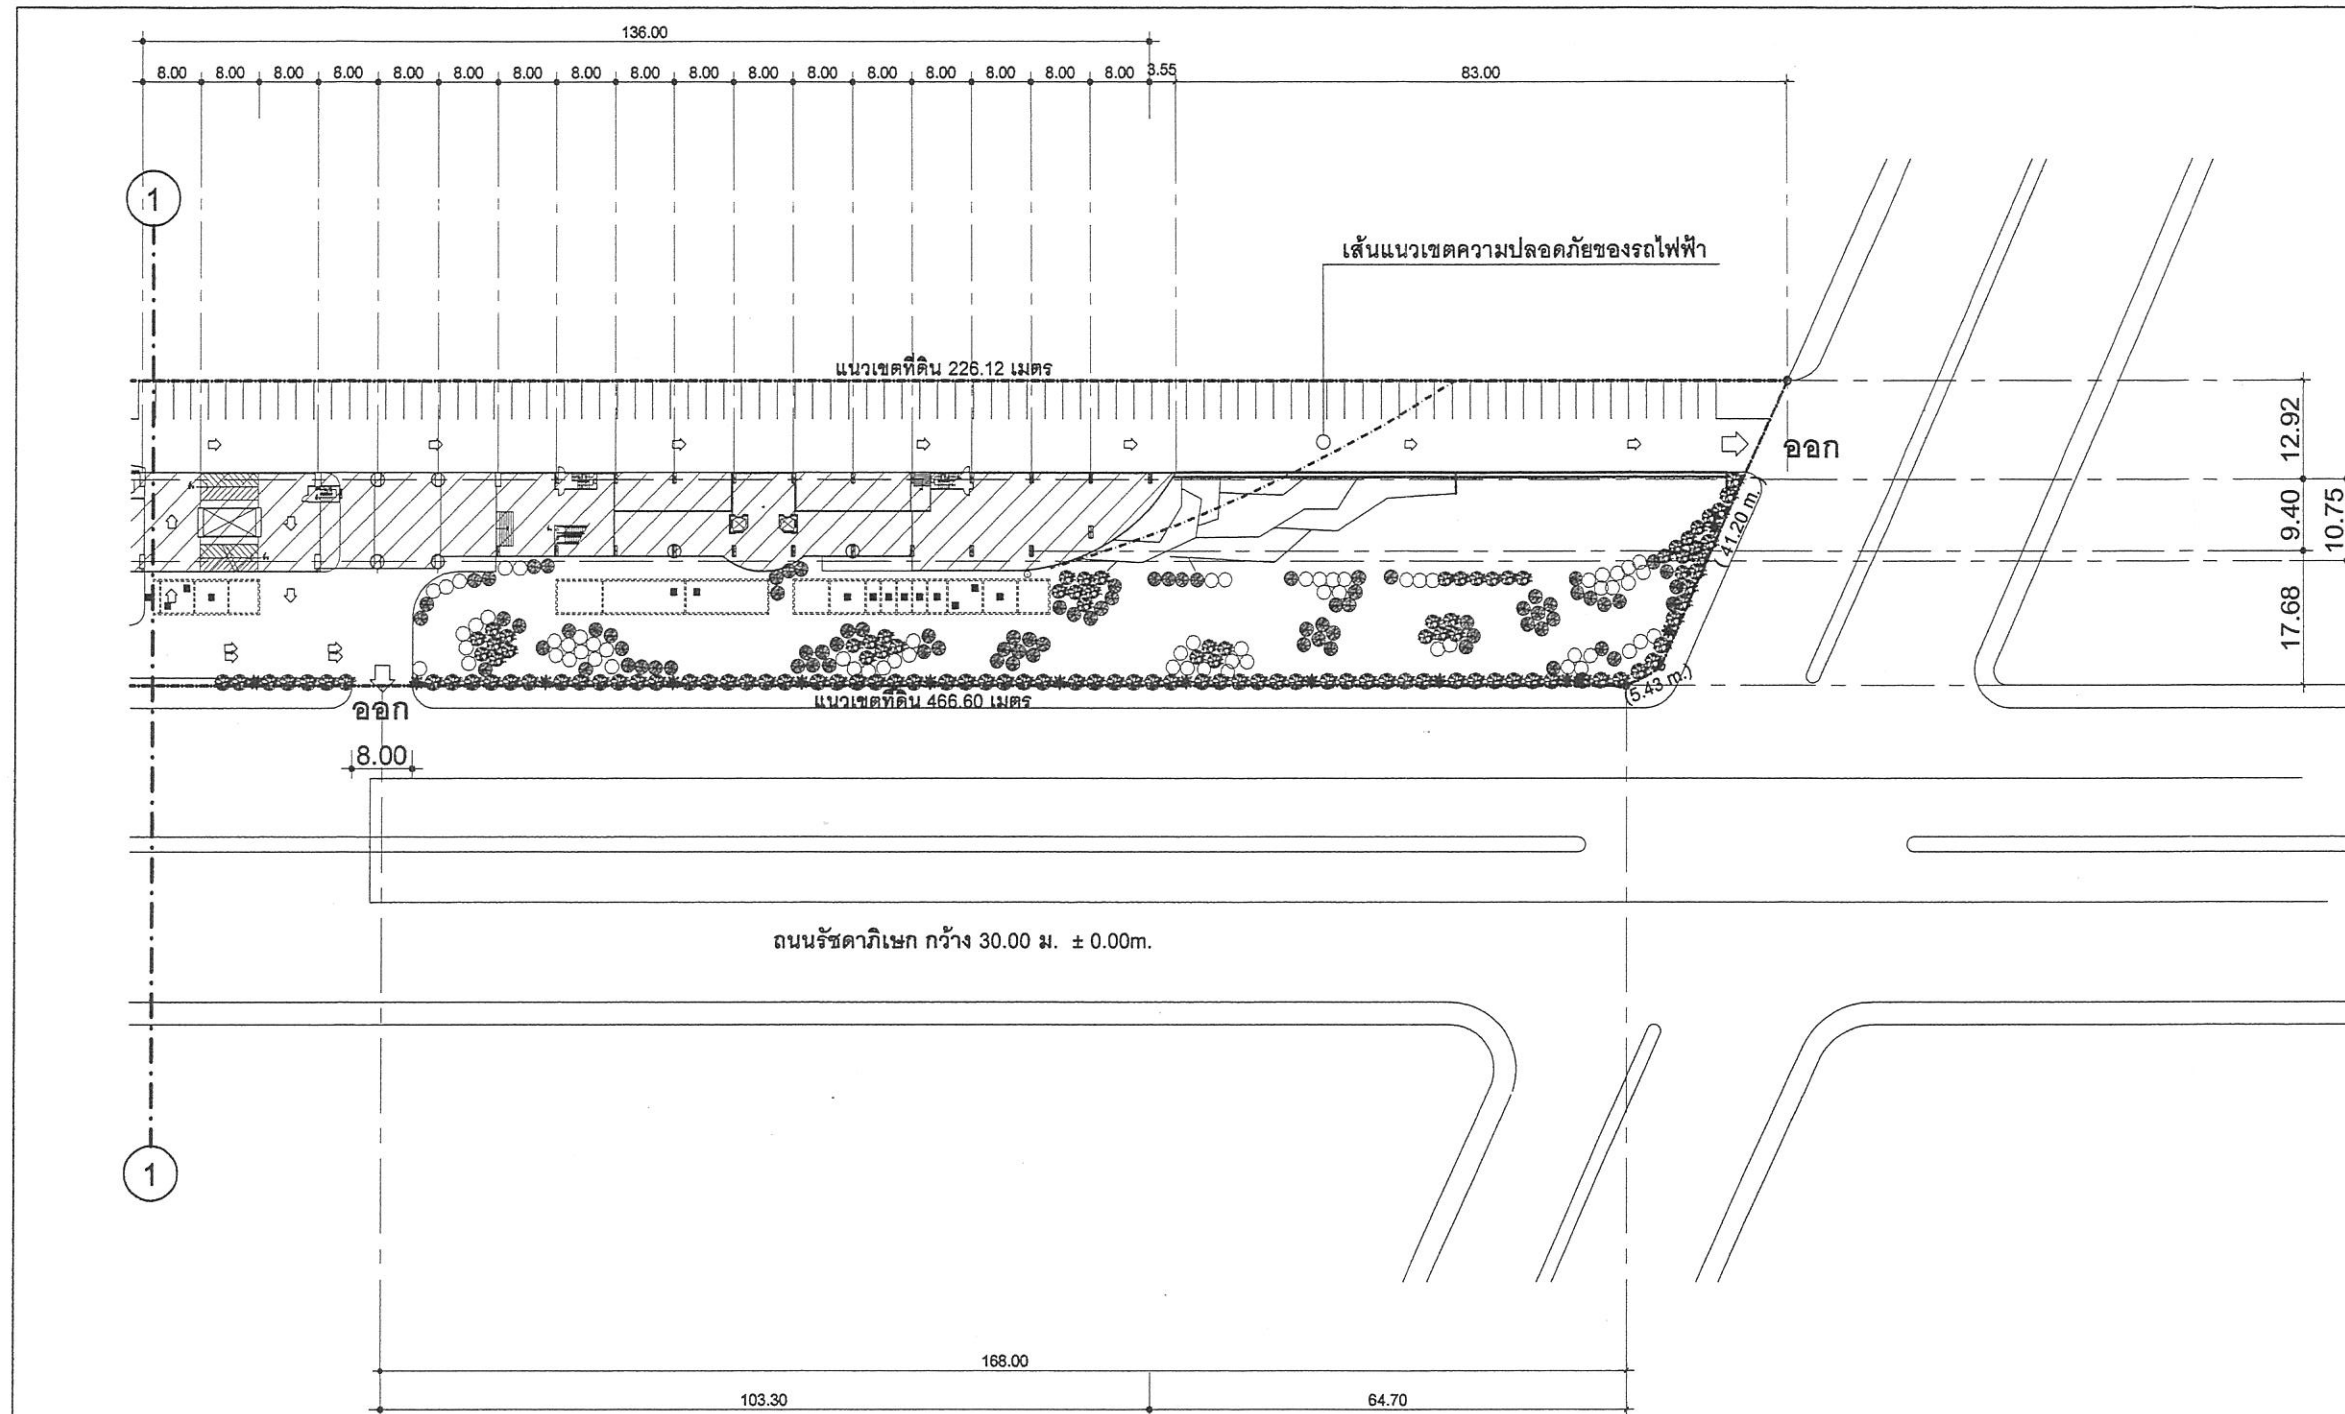 136.00
8.00 8.00 8.00 8.00 8.00 8.00 8.00 8.00 8.00 8.00 8.00 8.00 8.00 8.00 8.00 8.00 8.00 3.55 83.00
1
เส้นแนวเขตความปลอดภัยของรถไฟฟ้า
แนวเขตที่ดิน 226.12 เมตร
ออก
12.92
9.40
10.75
17.68
(41.20 m.)
(5.43 m.)
แนวเขตที่ดิน 466.60 เมตร
ออก
8.00
ถนนรัชดาภิเษก กว้าง 30.00 ม. ± 0.00m.
1
168.00
103.30 64.70